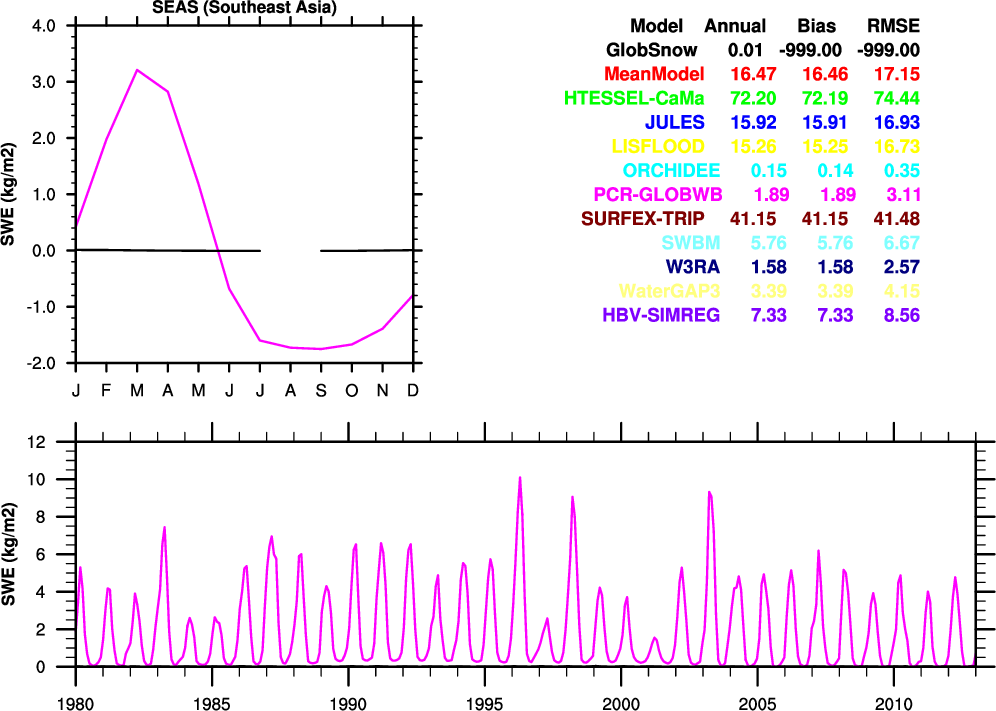 SEAS (Southeast Asia)
4.0
3.0
2.0
1.0
0.0
-1.0
-2.0
SWE (kg/m2)
J F M A M J J A S O N D
Model Annual Bias RMSE
GlobSnow 0.01 -999.00 -999.00
MeanModel 16.47 16.46 17.15
HTESSEL-CaMa 72.20 72.19 74.44
JULES 15.92 15.91 16.93
LISFLOOD 15.26 15.25 16.73
ORCHIDEE 0.15 0.14 0.35
PCR-GLOBWB 1.89 1.89 3.11
SURFEX-TRIP 41.15 41.15 41.48
SWBM 5.76 5.76 6.67
W3RA 1.58 1.58 2.57
WaterGAP3 3.39 3.39 4.15
HBV-SIMREG 7.33 7.33 8.56
12
10
8
6
4
2
0
SWE (kg/m2)
1980 1985 1990 1995 2000 2005 2010